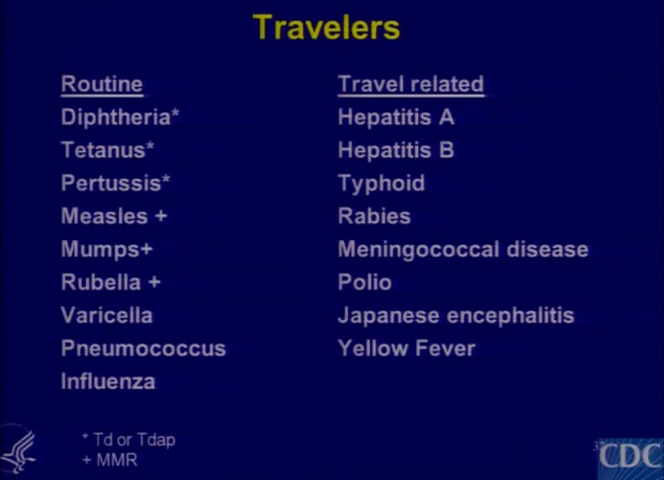 Travelers
Routine
Diphtheria*
Tetanus*
Pertussis*
Measles +
Mumps+
Rubella +
Varicella
Pneumococcus
Influenza
Travel related
Hepatitis A
Hepatitis B
Typhoid
Rabies
Meningococcal disease
Polio
Japanese encephalitis
Yellow Fever
* Td or Tdap
+ MMR
CDC